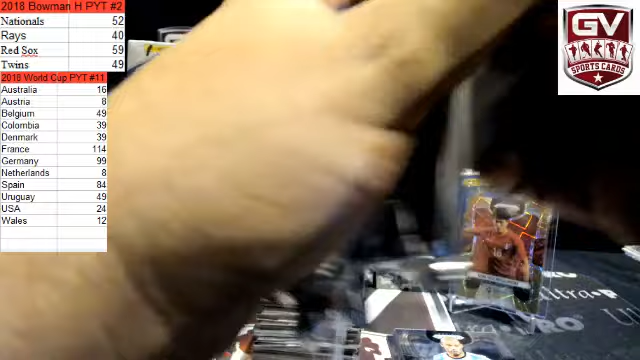 2018 Bowman H PYT #2
Nationals 52
Rays 40
Red Sox 59
Twins 49
2018 World Cup PYT #11
Australia 16
Austria 8
Belgium 49
Colombia 39
Denmark 39
France 114
Germany 99
Netherlands 8
Spain 84
Uruguay 49
USA 24
Wales 12
GV
SPORTS CARDS
Ultra·P
PRO